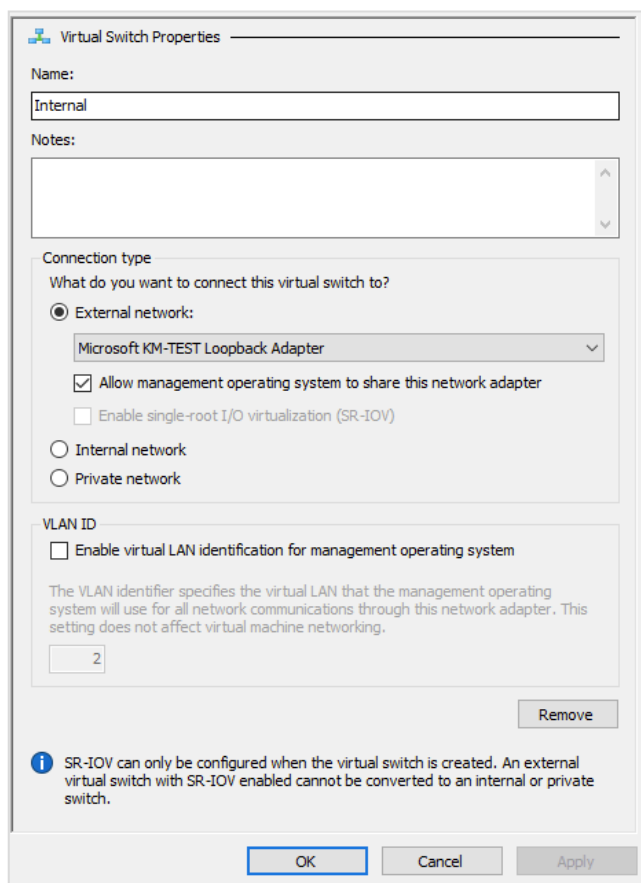 Virtual Switch Properties
Name:
Internal
Notes:
Connection type
What do you want to connect this virtual switch to?
External network:
Microsoft KM-TEST Loopback Adapter
Allow management operating system to share this network adapter
Enable single-root I/O virtualization (SR-IOV)
Internal network
Private network
VLAN ID
Enable virtual LAN identification for management operating system
The VLAN identifier specifies the virtual LAN that the management operating
system will use for all network communications through this network adapter. This
setting does not affect virtual machine networking.
2
Remove
SR-IOV can only be configured when the virtual switch is created. An external
virtual switch with SR-IOV enabled cannot be converted to an internal or private
switch.
OK
Cancel
Apply